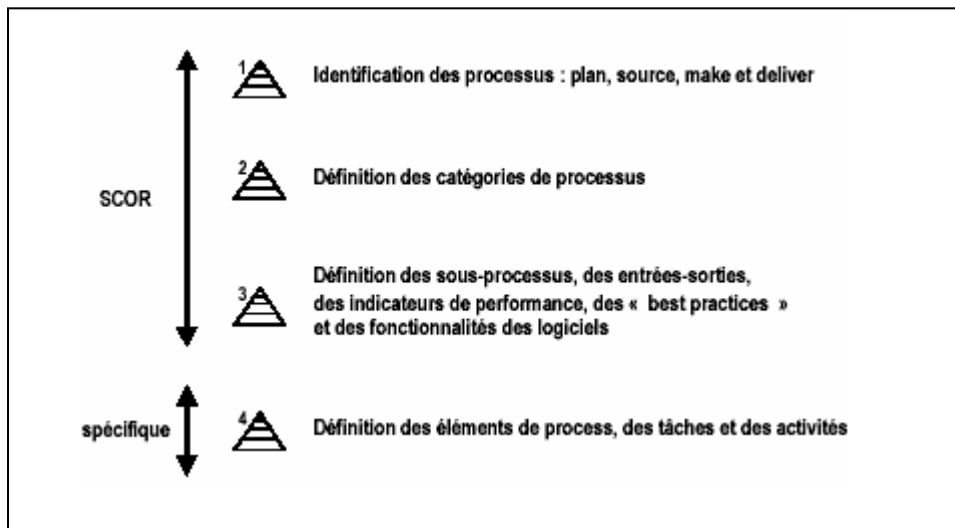 1 Identification des processus : plan, source, make et deliver
2 Définition des catégories de processus
SCOR
3 Définition des sous-processus, des entrées-sorties,
des indicateurs de performance, des « best practices »
et des fonctionnalités des logiciels
spécifique
4 Définition des éléments de process, des tâches et des activités